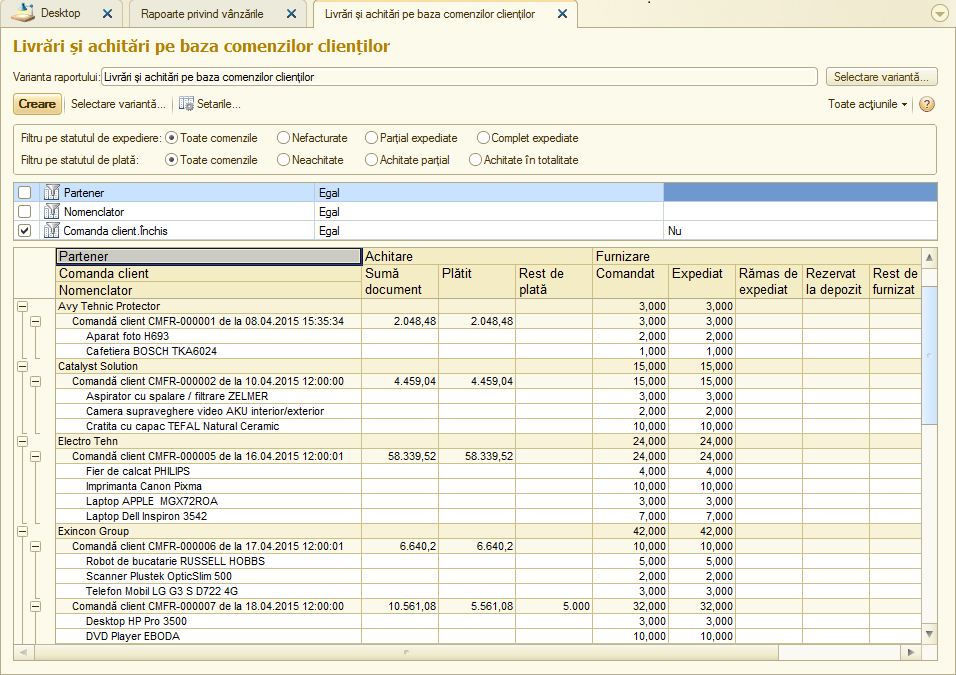 Desktop Rapoarte privind vânzările Livrări și achitări pe baza comenzilor clienților
Livrări și achitări pe baza comenzilor clienților
Varianta raportului: Livrări și achitări pe baza comenzilor clienților Selectare variantă...
Creare Selectare variantă... Setarile... Toate acțiunile ?
Filtru pe statutul de expediere: Toate comenzile Nefacturate Parțial expediate Complet expediate
Filtru pe statutul de plată: Toate comenzile Neachitate Achitate parțial Achitate în totalitate
Partener Egal
Nomenclator Egal
Comanda client.Închis Egal Nu
Partener Achitare Furnizare
Comanda client Sumă document Plătit Rest de plată Comandat Expediat Rămas de expediat Rezervat la depozit Rest de furnizat
Nomenclator
Avy Tehnic Protector 3,000 3,000
Comandă client CMFR-000001 de la 08.04.2015 15:35:34 2.048,48 2.048,48 3,000 3,000
Aparat foto H693 2,000 2,000
Cafetiera BOSCH TKA6024 1,000 1,000
Catalyst Solution 15,000 15,000
Comandă client CMFR-000002 de la 10.04.2015 12:00:00 4.459,04 4.459,04 15,000 15,000
Aspirator cu spalare / filtrare ZELMER 3,000 3,000
Camera supraveghere video AKU interior/exterior 2,000 2,000
Cratita cu capac TEFAL Natural Ceramic 10,000 10,000
Electro Tehn 24,000 24,000
Comandă client CMFR-000005 de la 16.04.2015 12:00:01 58.339,52 58.339,52 24,000 24,000
Fier de calcat PHILIPS 4,000 4,000
Imprimanta Canon Pixma 10,000 10,000
Laptop APPLE MGX72ROA 3,000 3,000
Laptop Dell Inspiron 3542 7,000 7,000
Exincon Group 42,000 42,000
Comandă client CMFR-000006 de la 17.04.2015 12:00:01 6.640,2 6.640,2 10,000 10,000
Robot de bucatarie RUSSELL HOBBS 5,000 5,000
Scanner Plustek OpticSlim 500 2,000 2,000
Telefon Mobil LG G3 S D722 4G 3,000 3,000
Comandă client CMFR-000007 de la 18.04.2015 12:00:00 10.561,08 5.561,08 5.000 32,000 32,000
Desktop HP Pro 3500 3,000 3,000
DVD Player EBODA 10,000 10,000